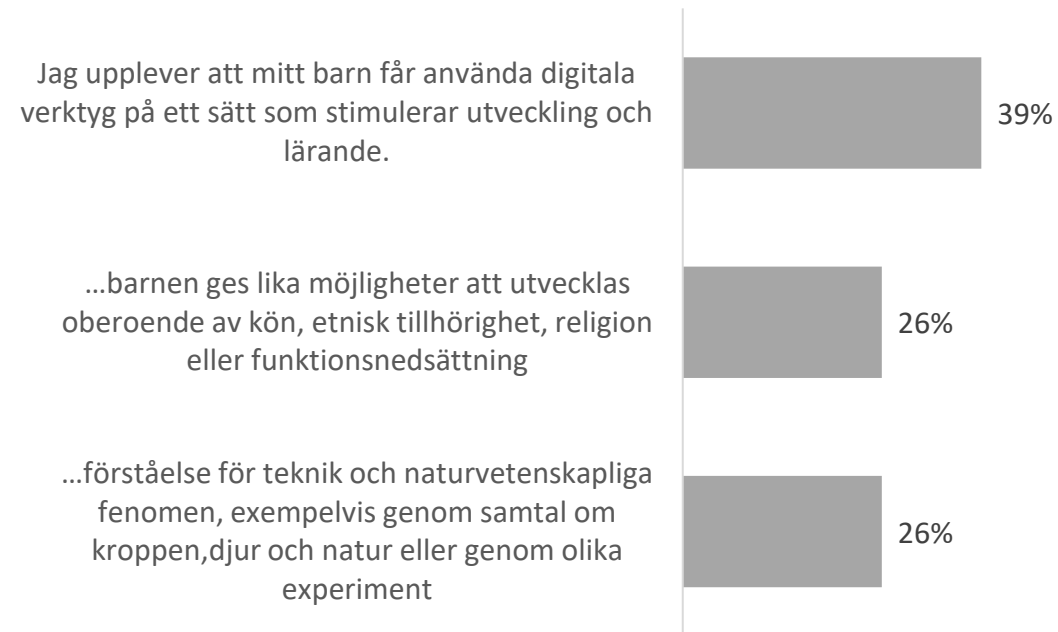 Jag upplever att mitt barn får använda digitala
verktyg på ett sätt som stimulerar utveckling och
lärande.
39%
...barnen ges lika möjligheter att utvecklas
oberoende av kön, etnisk tillhörighet, religion
eller funktionsnedsättning
26%
...förståelse för teknik och naturvetenskapliga
fenomen, exempelvis genom samtal om
kroppen,djur och natur eller genom olika
experiment
26%